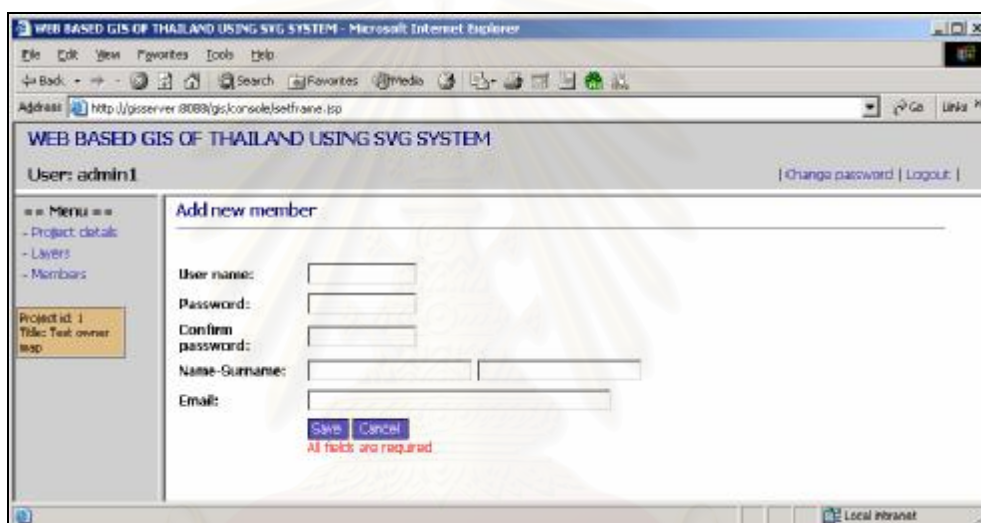 WEB BASED GIS OF THAILAND USING SVG SYSTEM - Microsoft Internet Explorer
File Edit View Favorites Tools Help
Back Search Favorites Media
Address http://gisserver:8088/gis/console/setframe.jsp Go Links
WEB BASED GIS OF THAILAND USING SVG SYSTEM
User: admin1
| Change password | Logout |
== Menu ==
- Project details
- Layers
- Members
Project id: 1
Title: Test owner
map
Add new member
User name:
Password:
Confirm
password:
Name-Surname:
Email:
Save Cancel
All fields are required
Local intranet